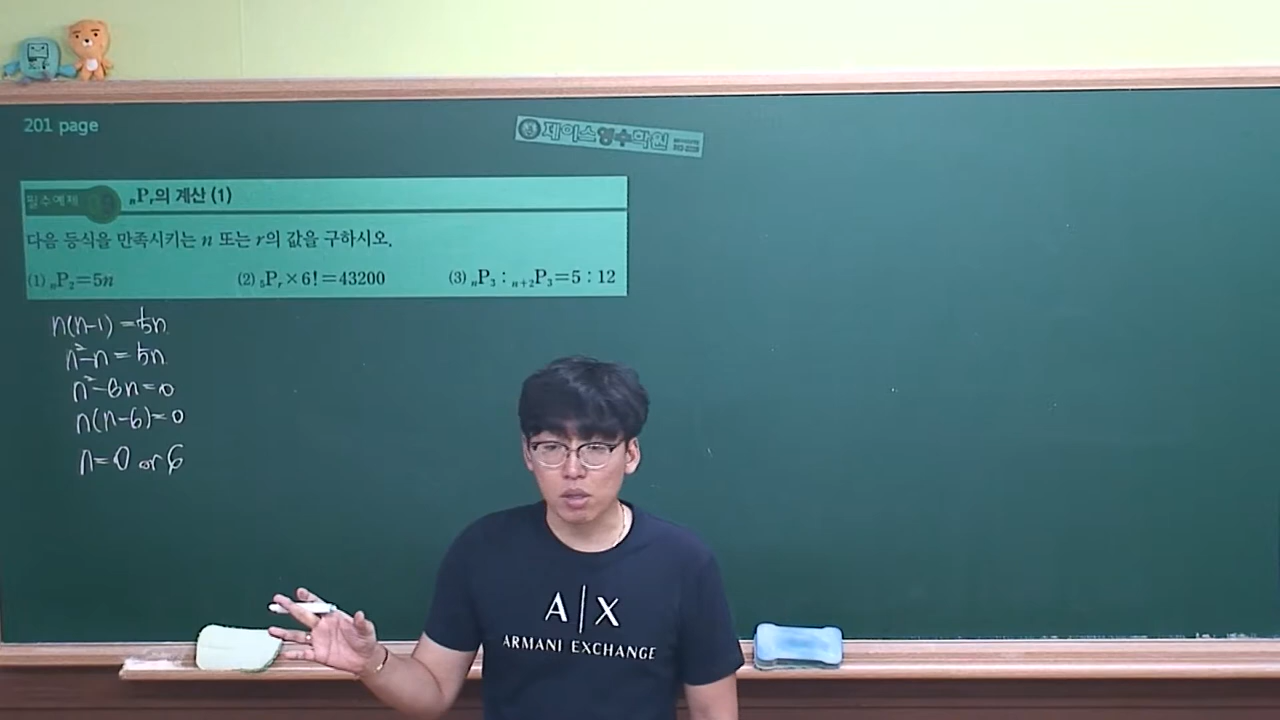 201 page
제이스영수학원
필수예제 9 nPr의 계산 (1)
다음 등식을 만족시키는 n 또는 r의 값을 구하시오.
(1) nP2=5n (2) 5Pr×6!=43200 (3) nP3 : n+2P3=5 : 12
n(n-1)=5n
n²-n=5n
n²-6n=0
n(n-6)=0
n=0 or 6
A|X
ARMANI EXCHANGE